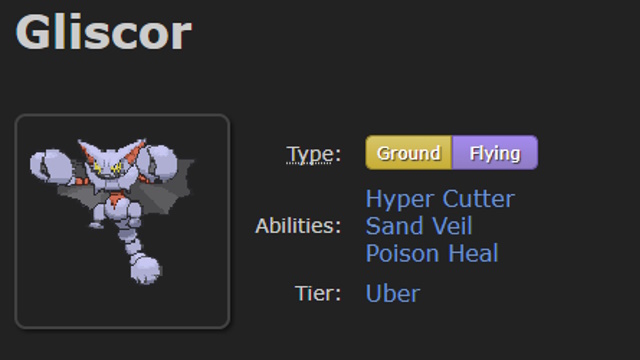 Gliscor
Type: Ground Flying
Abilities: Hyper Cutter
Sand Veil
Poison Heal
Tier: Uber